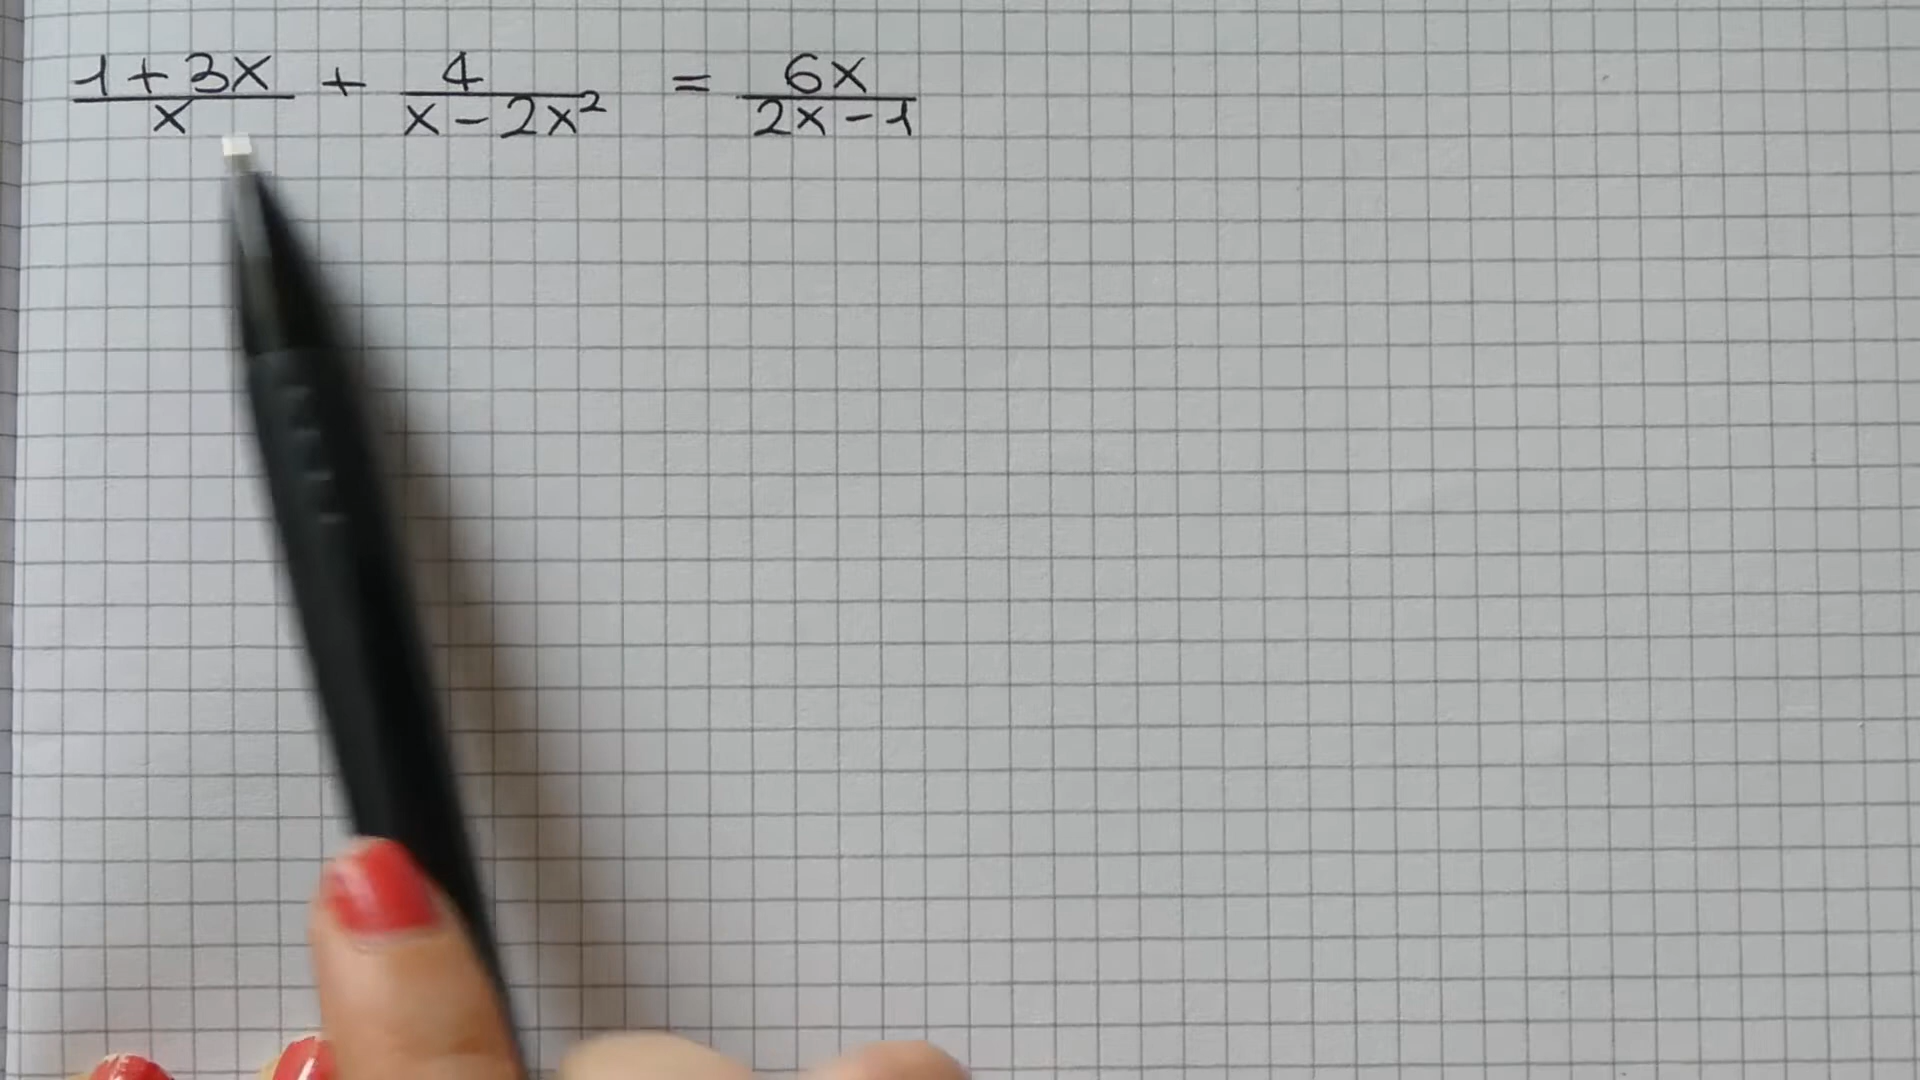 (1+3x)/x + 4/(x-2x²) = 6x/(2x-1)